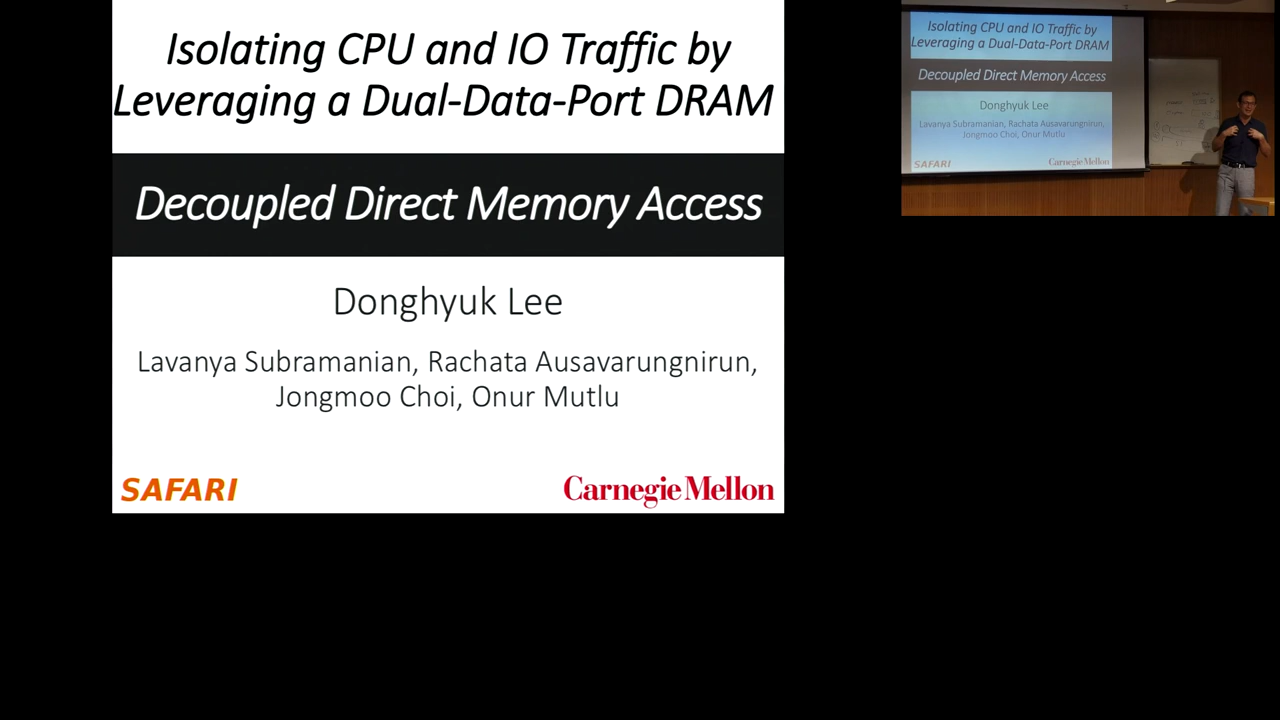 Isolating CPU and IO Traffic by
Leveraging a Dual-Data-Port DRAM
Decoupled Direct Memory Access
Donghyuk Lee
Lavanya Subramanian, Rachata Ausavarungnirun,
Jongmoo Choi, Onur Mutlu
SAFARI
Carnegie Mellon
Isolating CPU and IO Traffic by
Leveraging a Dual-Data-Port DRAM
Decoupled Direct Memory Access
Donghyuk Lee
Lavanya Subramanian, Rachata Ausavarungnirun,
Jongmoo Choi, Onur Mutlu
SAFARI
Carnegie Mellon